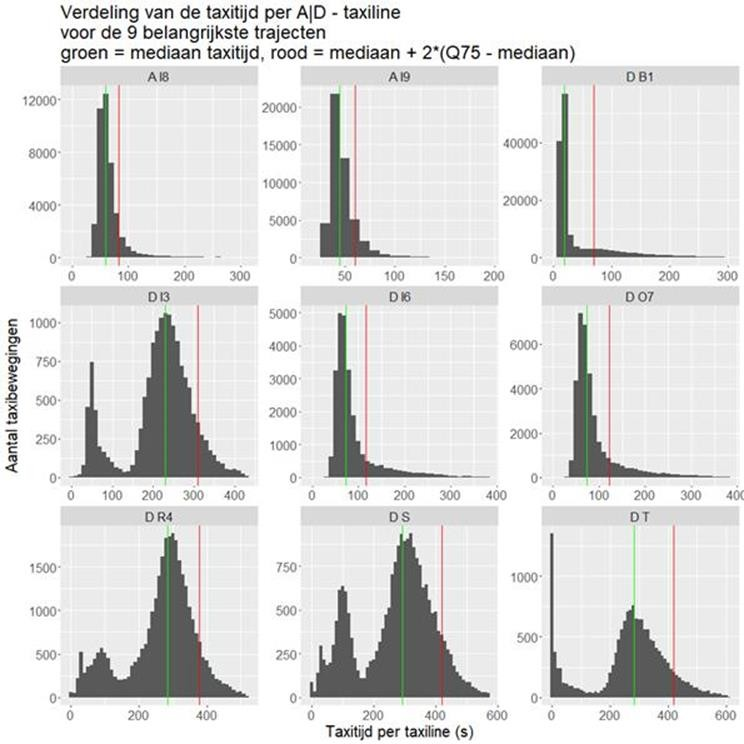 Verdeling van de taxitijd per A|D - taxiline
voor de 9 belangrijkste trajecten
groen = mediaan taxitijd, rood = mediaan + 2*(Q75 - mediaan)
A I8
A I9
D B1
12000
8000
4000
0
0 100 200 300
20000
15000
10000
5000
0
50 100 150 200
40000
20000
0
0 100 200 300
D I3
D I6
D O7
1000
750
500
250
0
0 100 200 300 400
5000
4000
3000
2000
1000
0
0 100 200 300 400
6000
4000
2000
0
0 100 200 300 400
D R4
D S
D T
1500
1000
500
0
0 200 400
750
500
250
0
0 200 400 600
1000
500
0
0 200 400 600
Aantal taxibewegingen
Taxitijd per taxiline (s)